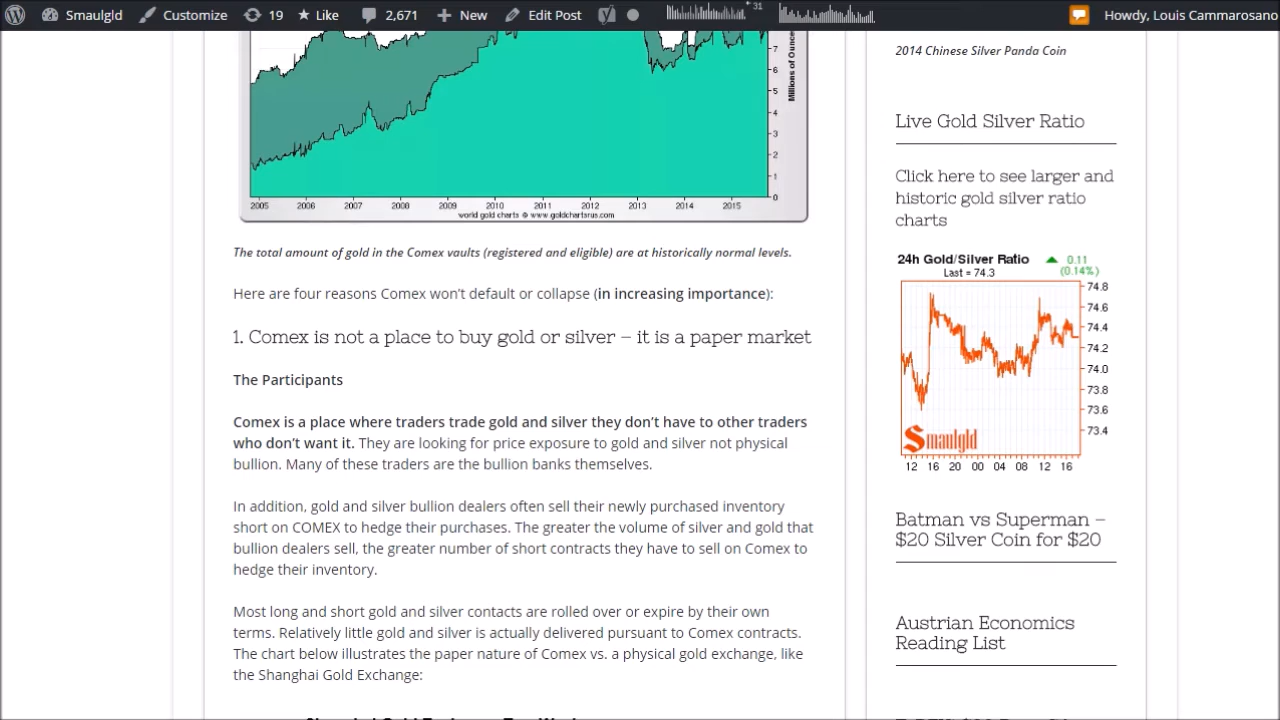 Smaulgld
Customize
19
Like
2,671
New
Edit Post
31
Howdy, Louis Cammarosano
7
6
5
4
3
2
1
0
Millions of Ounces
2005 2006 2007 2008 2009 2010 2011 2012 2013 2014 2015
world gold charts © www.goldchartsrus.com
The total amount of gold in the Comex vaults (registered and eligible) are at historically normal levels.
Here are four reasons Comex won't default or collapse (in increasing importance):
1. Comex is not a place to buy gold or silver – it is a paper market
The Participants
Comex is a place where traders trade gold and silver they don't have to other traders
who don't want it. They are looking for price exposure to gold and silver not physical
bullion. Many of these traders are the bullion banks themselves.
In addition, gold and silver bullion dealers often sell their newly purchased inventory
short on COMEX to hedge their purchases. The greater the volume of silver and gold that
bullion dealers sell, the greater number of short contracts they have to sell on Comex to
hedge their inventory.
Most long and short gold and silver contacts are rolled over or expire by their own
terms. Relatively little gold and silver is actually delivered pursuant to Comex contracts.
The chart below illustrates the paper nature of Comex vs. a physical gold exchange, like
the Shanghai Gold Exchange:
2014 Chinese Silver Panda Coin
Live Gold Silver Ratio
Click here to see larger and
historic gold silver ratio
charts
24h Gold/Silver Ratio
0.11
Last = 74.3
(0.14%)
74.8
74.6
74.4
74.2
74.0
73.8
73.6
73.4
Smaulgld
12 16 20 00 04 08 12 16
Batman vs Superman –
$20 Silver Coin for $20
Austrian Economics
Reading List